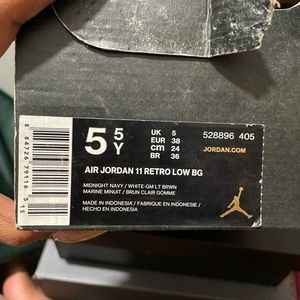 5 5Y
UK 5
EUR 38
cm 24
BR 36
528896 405
JORDAN.COM
AIR JORDAN 11 RETRO LOW BG
MIDNIGHT NAVY / WHITE-GM LT BRWN
MARINE MINUIT / BRUN CLAIR GOMME
MADE IN INDONESIA / FABRIQUE EN INDONESIE /
HECHO EN INDONESIA